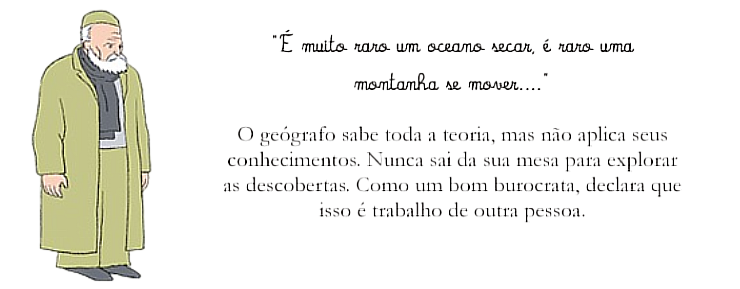 "É muito raro um oceano secar, é raro uma
montanha se mover...."
O geógrafo sabe toda a teoria, mas não aplica seus
conhecimentos. Nunca sai da sua mesa para explorar
as descobertas. Como um bom burocrata, declara que
isso é trabalho de outra pessoa.